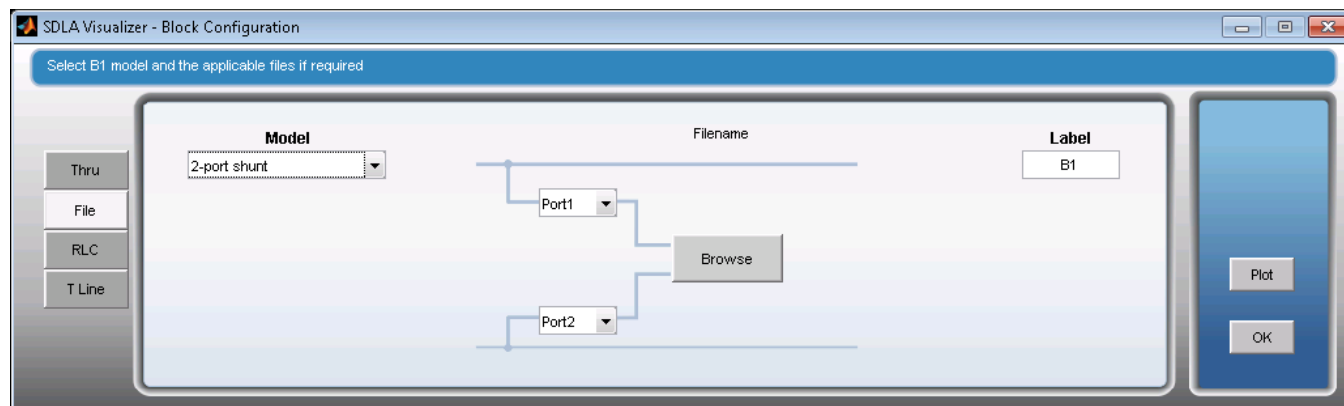 SDLA Visualizer - Block Configuration
Select B1 model and the applicable files if required
Thru
File
RLC
T Line
Model
2-port shunt
Filename
Port1
Browse
Port2
Label
B1
Plot
OK